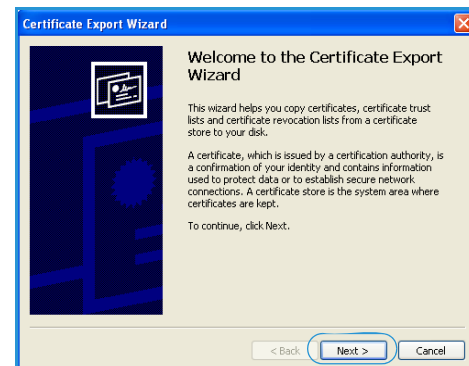 Certificate Export Wizard
Welcome to the Certificate Export
Wizard
This wizard helps you copy certificates, certificate trust
lists and certificate revocation lists from a certificate
store to your disk.
A certificate, which is issued by a certification authority, is
a confirmation of your identity and contains information
used to protect data or to establish secure network
connections. A certificate store is the system area where
certificates are kept.
To continue, click Next.
< Back Next > Cancel